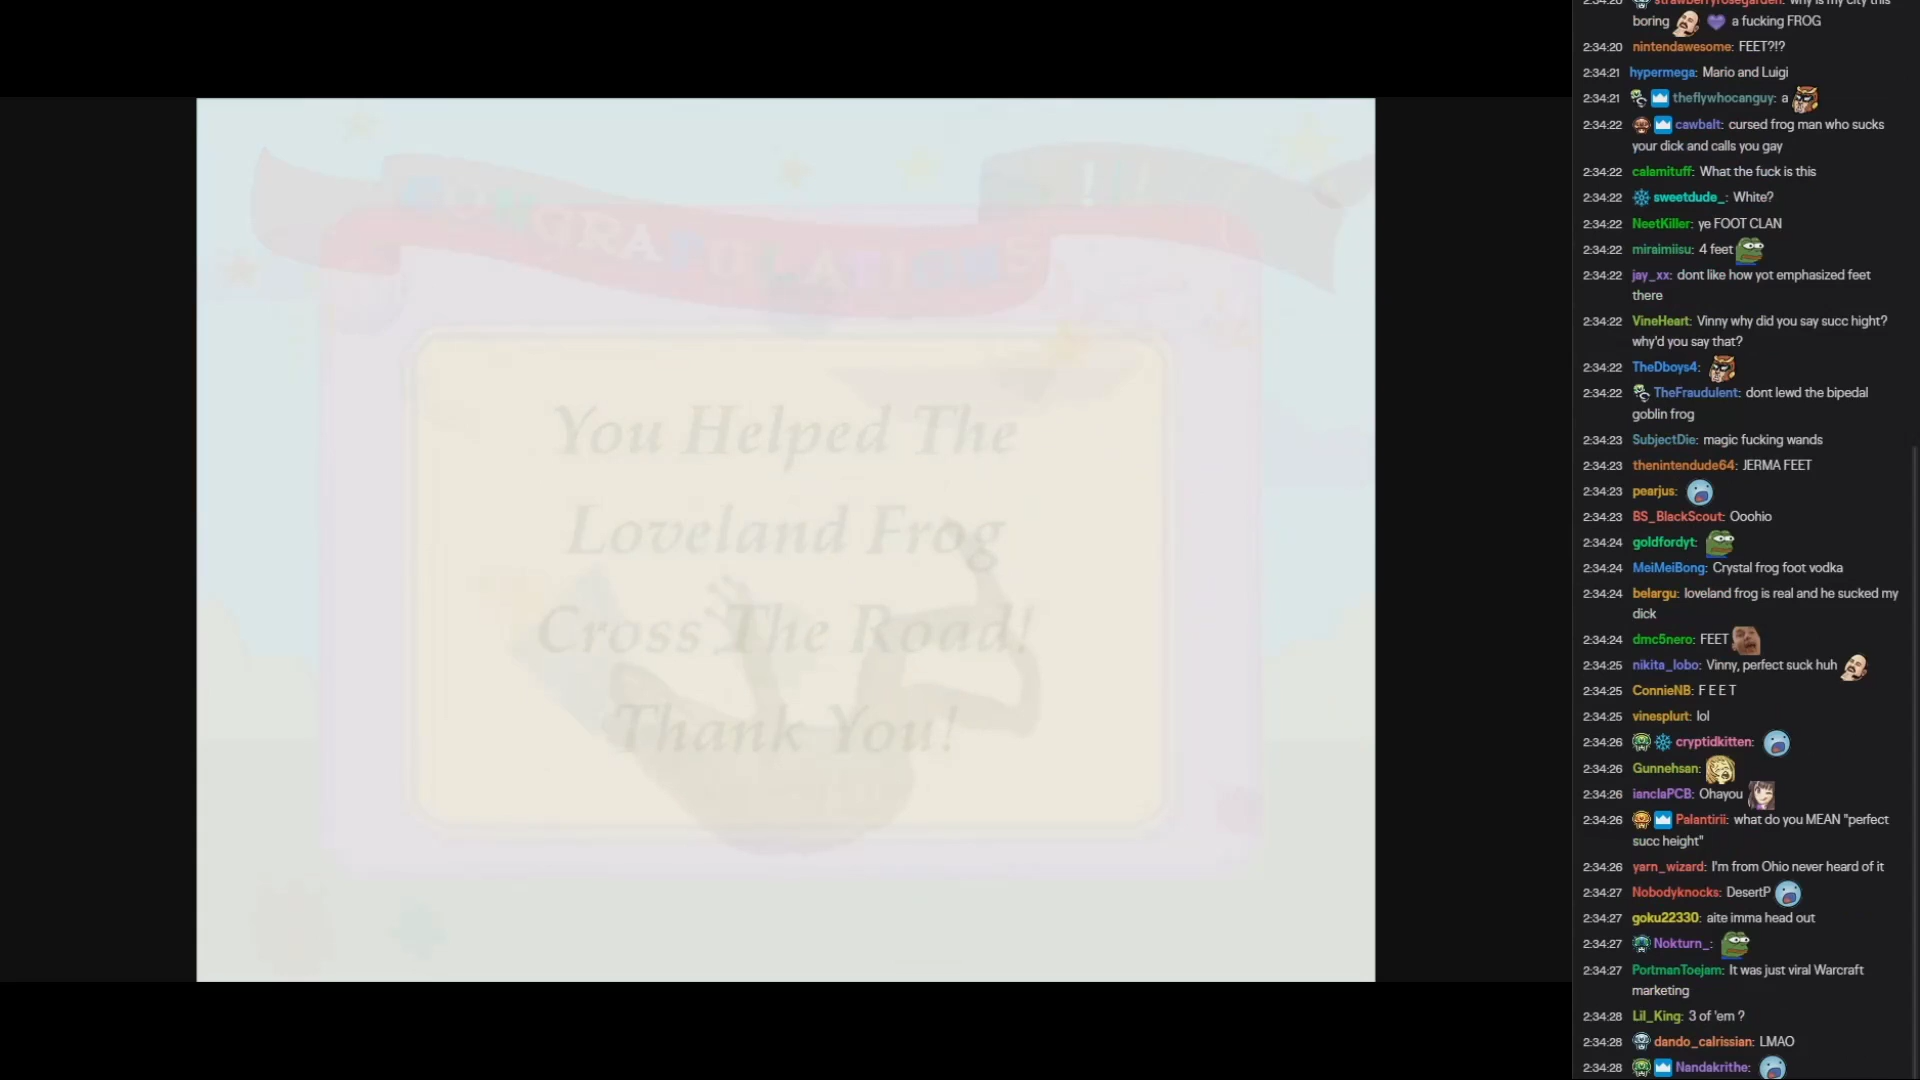 CONGRATULATIONS!!!
You Helped The
Loveland Frog
Cross The Road!
Thank You!
2:34:20 strawberryrosegarden: why is my city this
boring a fucking FROG
2:34:20 nintendawesome: FEET?!?
2:34:21 hypermega: Mario and Luigi
2:34:21 theflywhocanguy: a
2:34:22 cawbalt: cursed frog man who sucks
your dick and calls you gay
2:34:22 calamituff: What the fuck is this
2:34:22 sweetdude_: White?
2:34:22 NeetKiller: ye FOOT CLAN
2:34:22 miraimiisu: 4 feet
2:34:22 jay_xx: dont like how yot emphasized feet
there
2:34:22 VineHeart: Vinny why did you say succ hight?
why'd you say that?
2:34:22 TheDboys4:
2:34:22 TheFraudulent: dont lewd the bipedal
goblin frog
2:34:23 SubjectDie: magic fucking wands
2:34:23 thenintendude64: JERMA FEET
2:34:23 pearjus:
2:34:23 BS_BlackScout: Ooohio
2:34:24 goldfordyt:
2:34:24 MeiMeiBong: Crystal frog foot vodka
2:34:24 belargu: loveland frog is real and he sucked my
dick
2:34:24 dmc5nero: FEET
2:34:25 nikita_lobo: Vinny, perfect suck huh
2:34:25 ConnieNB: F E E T
2:34:25 vinesplurt: lol
2:34:26 cryptidkitten:
2:34:26 Gunnehsan:
2:34:26 ianclaPCB: Ohayou
2:34:26 Palantirii: what do you MEAN "perfect
succ height"
2:34:26 yarn_wizard: I'm from Ohio never heard of it
2:34:27 Nobodyknocks: DesertP
2:34:27 goku22330: aite imma head out
2:34:27 Nokturn_:
2:34:27 PortmanToejam: It was just viral Warcraft
marketing
2:34:28 Lil_King: 3 of 'em ?
2:34:28 dando_calrissian: LMAO
2:34:28 Nandakrithe: